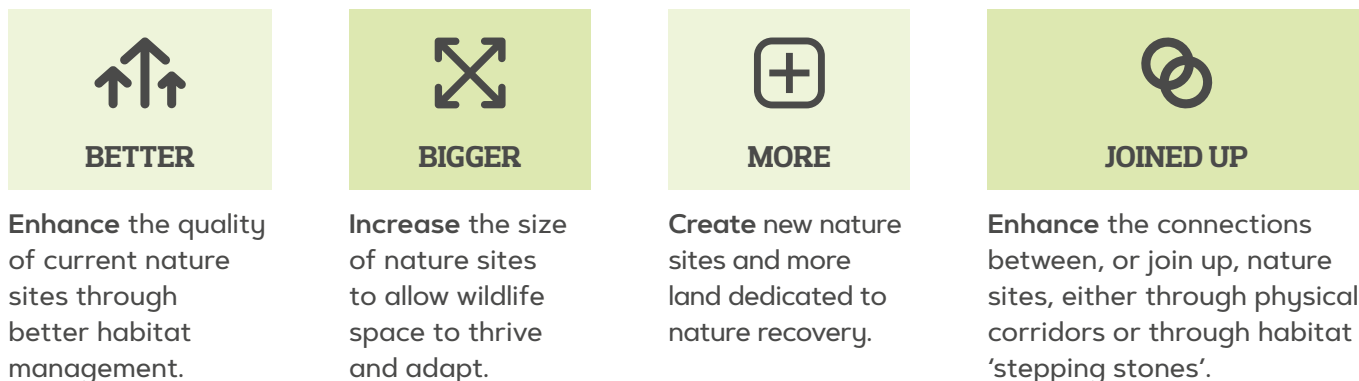 BETTER
Enhance the quality
of current nature
sites through
better habitat
management.
BIGGER
Increase the size
of nature sites
to allow wildlife
space to thrive
and adapt.
MORE
Create new nature
sites and more
land dedicated to
nature recovery.
JOINED UP
Enhance the connections
between, or join up, nature
sites, either through physical
corridors or through habitat
‘stepping stones’.